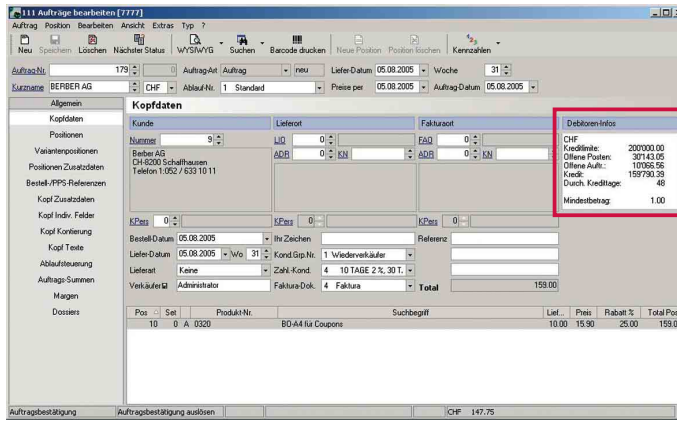 111 Aufträge bearbeiten [7777]
Auftrag Position Bearbeiten Ansicht Extras Typ ?
Neu Speichern Löschen Nächster Status WYSIWYG Suchen Barcode drucken Neue Position Position löschen Kennzahlen
Auftrag-Nr. 179 0 Auftrag-Art Auftrag neu Liefer-Datum 05.08.2005 Woche 31
Kurzname BERBER AG CHF Ablauf-Nr. 1 Standard Preise per 05.08.2005 Auftrag-Datum 05.08.2005
Allgemein
Kopfdaten
Positionen
Variantenpositionen
Positionen Zusatzdaten
Bestell-/PPS-Referenzen
Kopf Zusatzdaten
Kopf Indiv. Felder
Kopf Kontierung
Kopf Texte
Ablaufsteuerung
Auftrags-Summen
Margen
Dossiers
Kopfdaten
Kunde
Nummer 9
Berber AG
CH-8200 Schaffhausen
Telefon 1:052 / 633 10 11
KPers 0
Lieferort
LIO 0
ADR 0 KN
KPers 0
Fakturaort
FAO 0
ADR 0 KN
KPers 0
Debitoren-Infos
CHF
Kreditlimite: 200'000.00
Offene Posten: 30'143.05
Offene Auftr.: 10'066.56
Kredit: 159'790.39
Durch. Kredittage: 48
Mindestbetrag: 1.00
Bestell-Datum 05.08.2005 Ihr Zeichen Referenz
Liefer-Datum 05.08.2005 Wo 31 Kond.Grp.Nr. 1 Wiederverkäufer
Lieferart Keine Zahl.-Kond. 4 10 TAGE 2 %, 30 T.
Verkäufer Administrator Faktura-Dok. 4 Faktura Total 159.00
Pos Set Produkt-Nr. Suchbegriff Lief... Preis Rabatt % Total Pos
10 0 A 0320 BO-A4 für Coupons 10.00 15.90 25.00 159.0
Auftragsbestätigung Auftragsbestätigung auslösen CHF 147.75